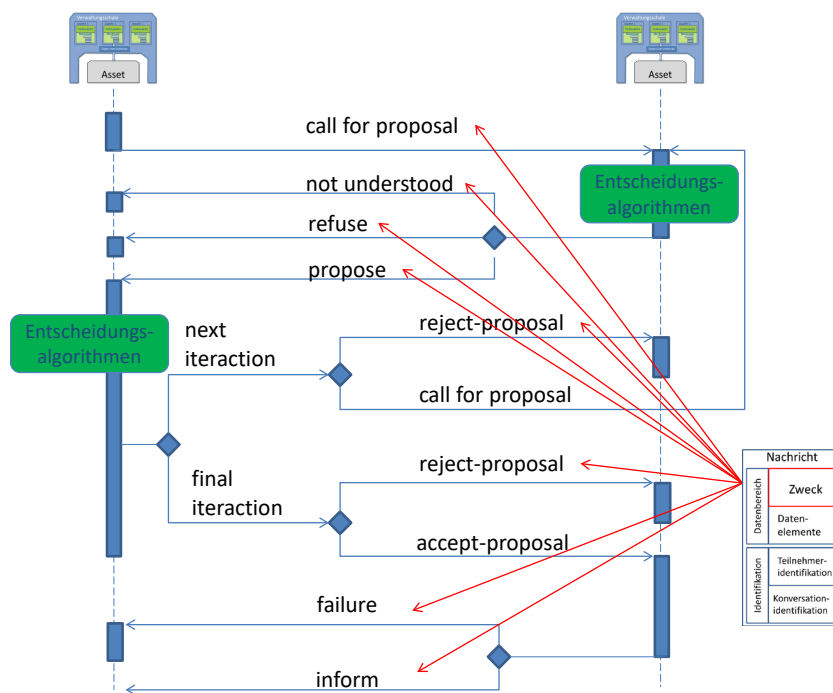 Verwaltungsschale
Asset
Verwaltungsschale
Asset
call for proposal
not understood
Entscheidungs-
algorithmen
refuse
propose
Entscheidungs-
algorithmen
next
iteraction
reject-proposal
call for proposal
final
iteraction
reject-proposal
accept-proposal
failure
inform
Nachricht
Datenbereich
Zweck
Daten-
elemente
Identifikation
Teilnehmer-
identifikation
Konversation-
identifikation